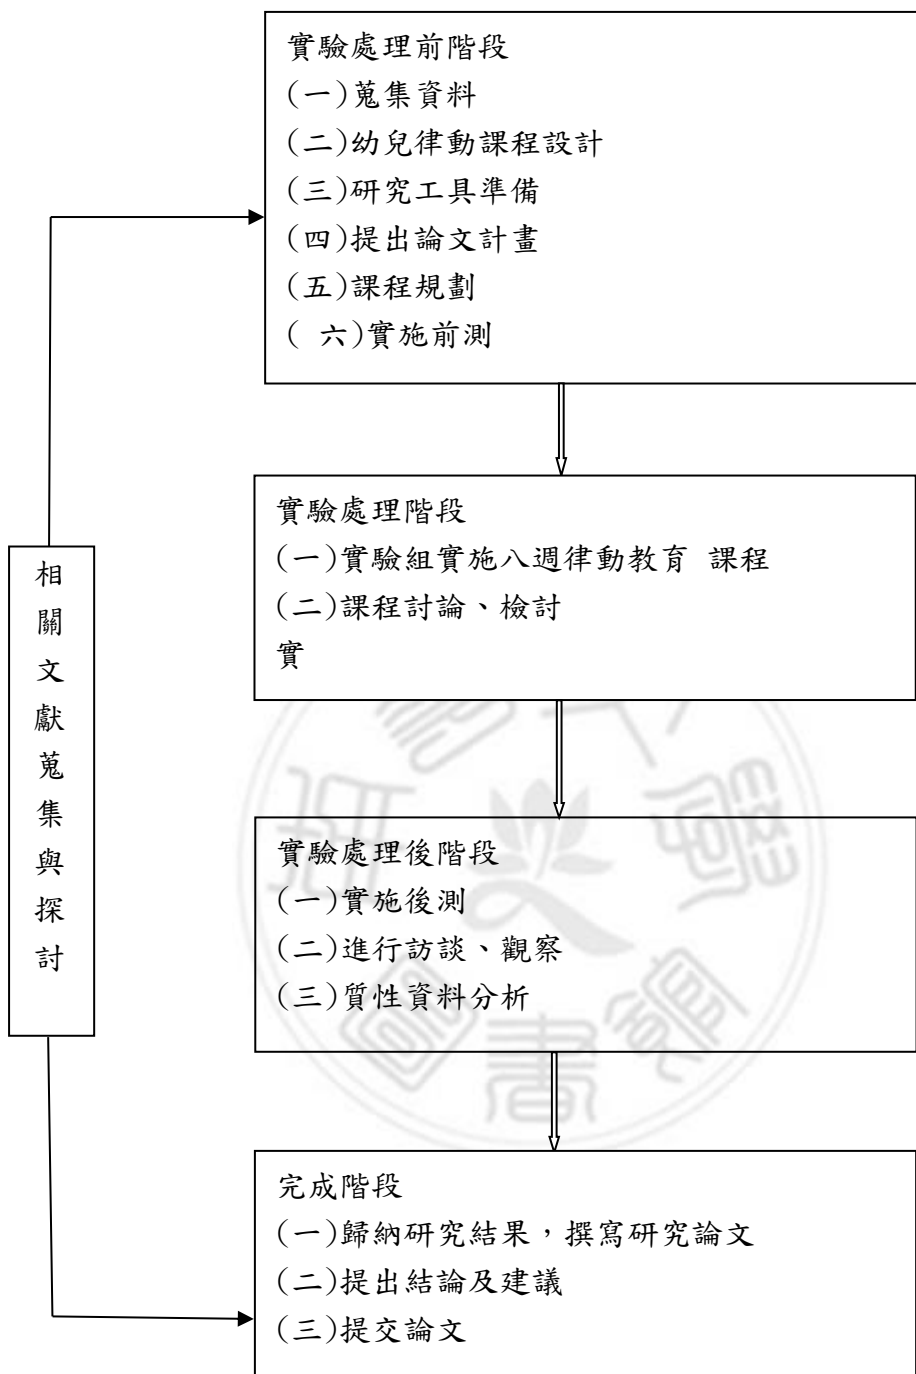 實驗處理前階段
(一)蒐集資料
(二)幼兒律動課程設計
(三)研究工具準備
(四)提出論文計畫
(五)課程規劃
( 六)實施前測
實驗處理階段
(一)實驗組實施八週律動教育 課程
(二)課程討論、檢討
實
相
關
文
獻
蒐
集
與
探
討
實驗處理後階段
(一)實施後測
(二)進行訪談、觀察
(三)質性資料分析
完成階段
(一)歸納研究結果，撰寫研究論文
(二)提出結論及建議
(三)提交論文